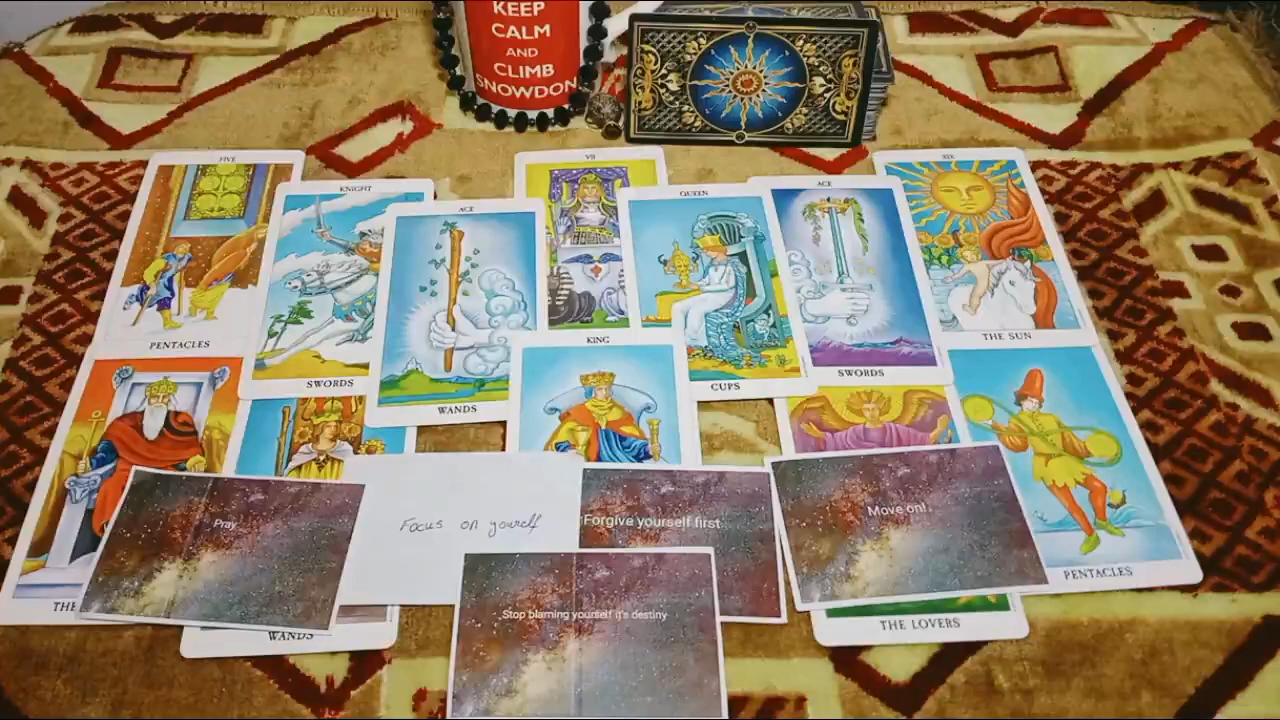 KEEP
CALM
AND
CLIMB
SNOWDON
FIVE
PENTACLES
KNIGHT
SWORDS
ACE
WANDS
VII
QUEEN
CUPS
ACE
SWORDS
XIX
THE SUN
KING
THE
WANDS
THE LOVERS
PENTACLES
Pray
Focus on yourself
Forgive yourself first
Move on!
Stop blaming yourself it's destiny